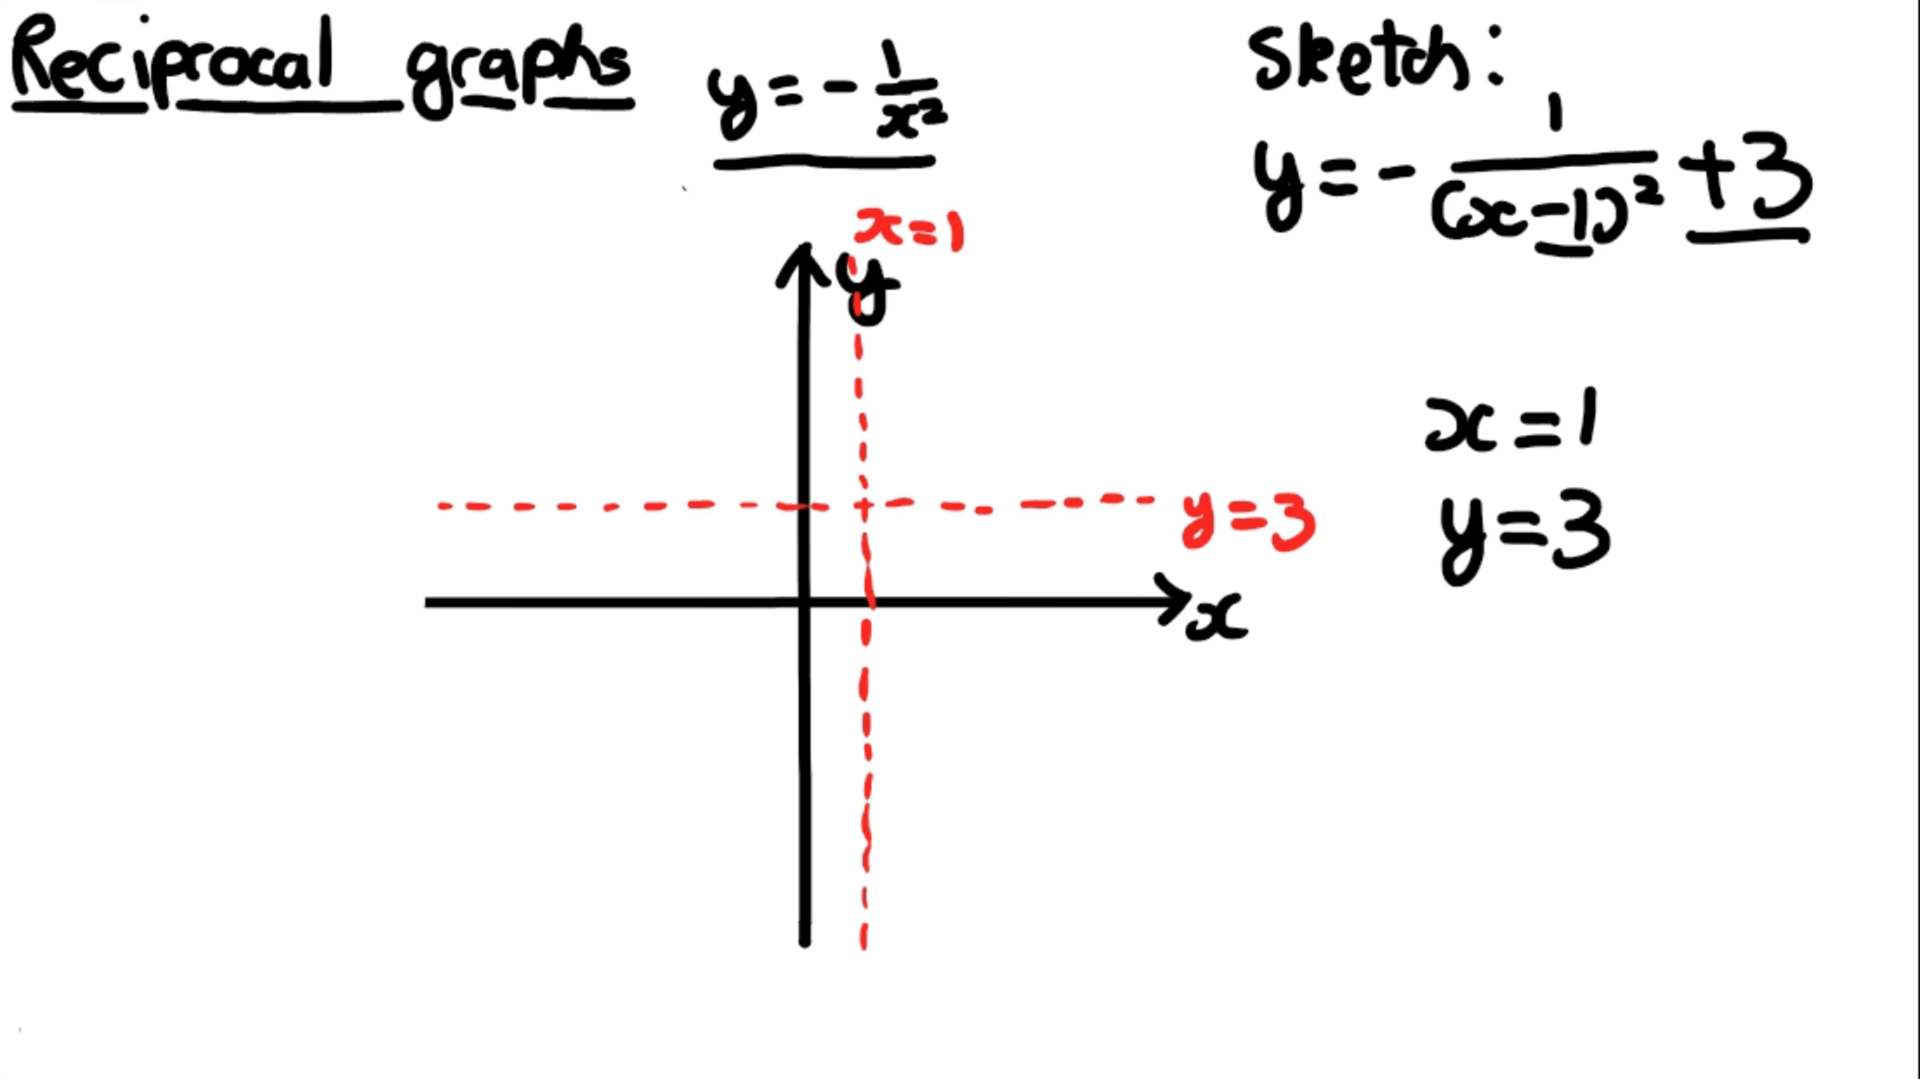 Reciprocal graphs
y = - 1/x²
Sketch:
y = - 1/(x-1)² + 3
x = 1
y
y = 3
x
x = 1
y = 3